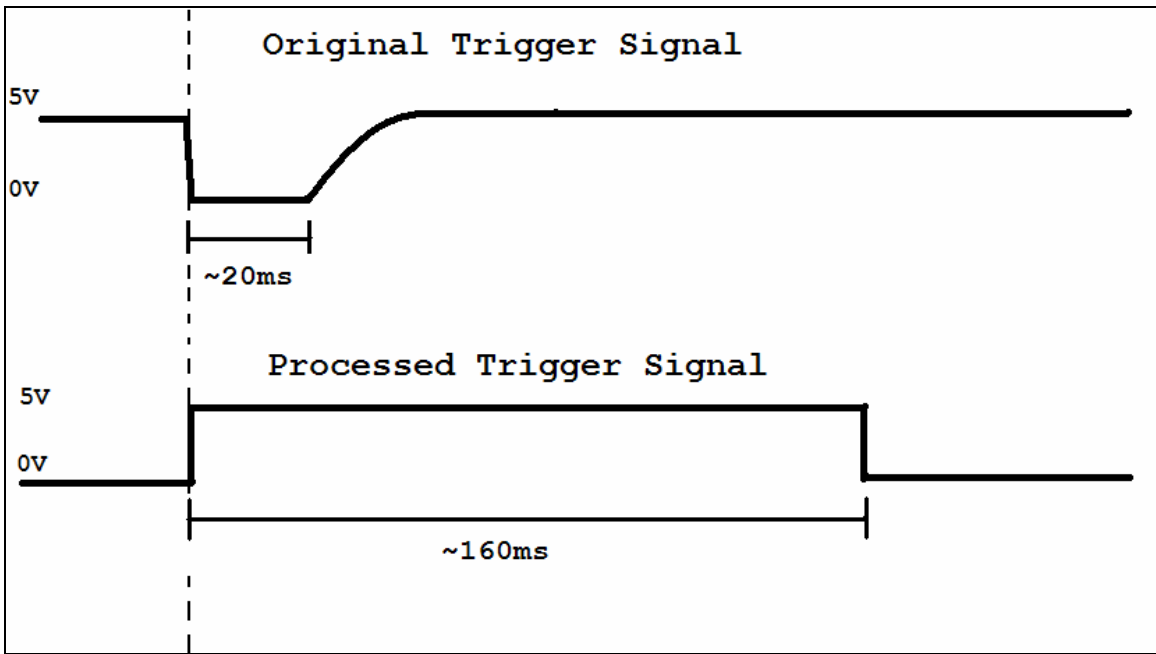 Original Trigger Signal
5V
0V
~20ms
Processed Trigger Signal
5V
0V
~160ms